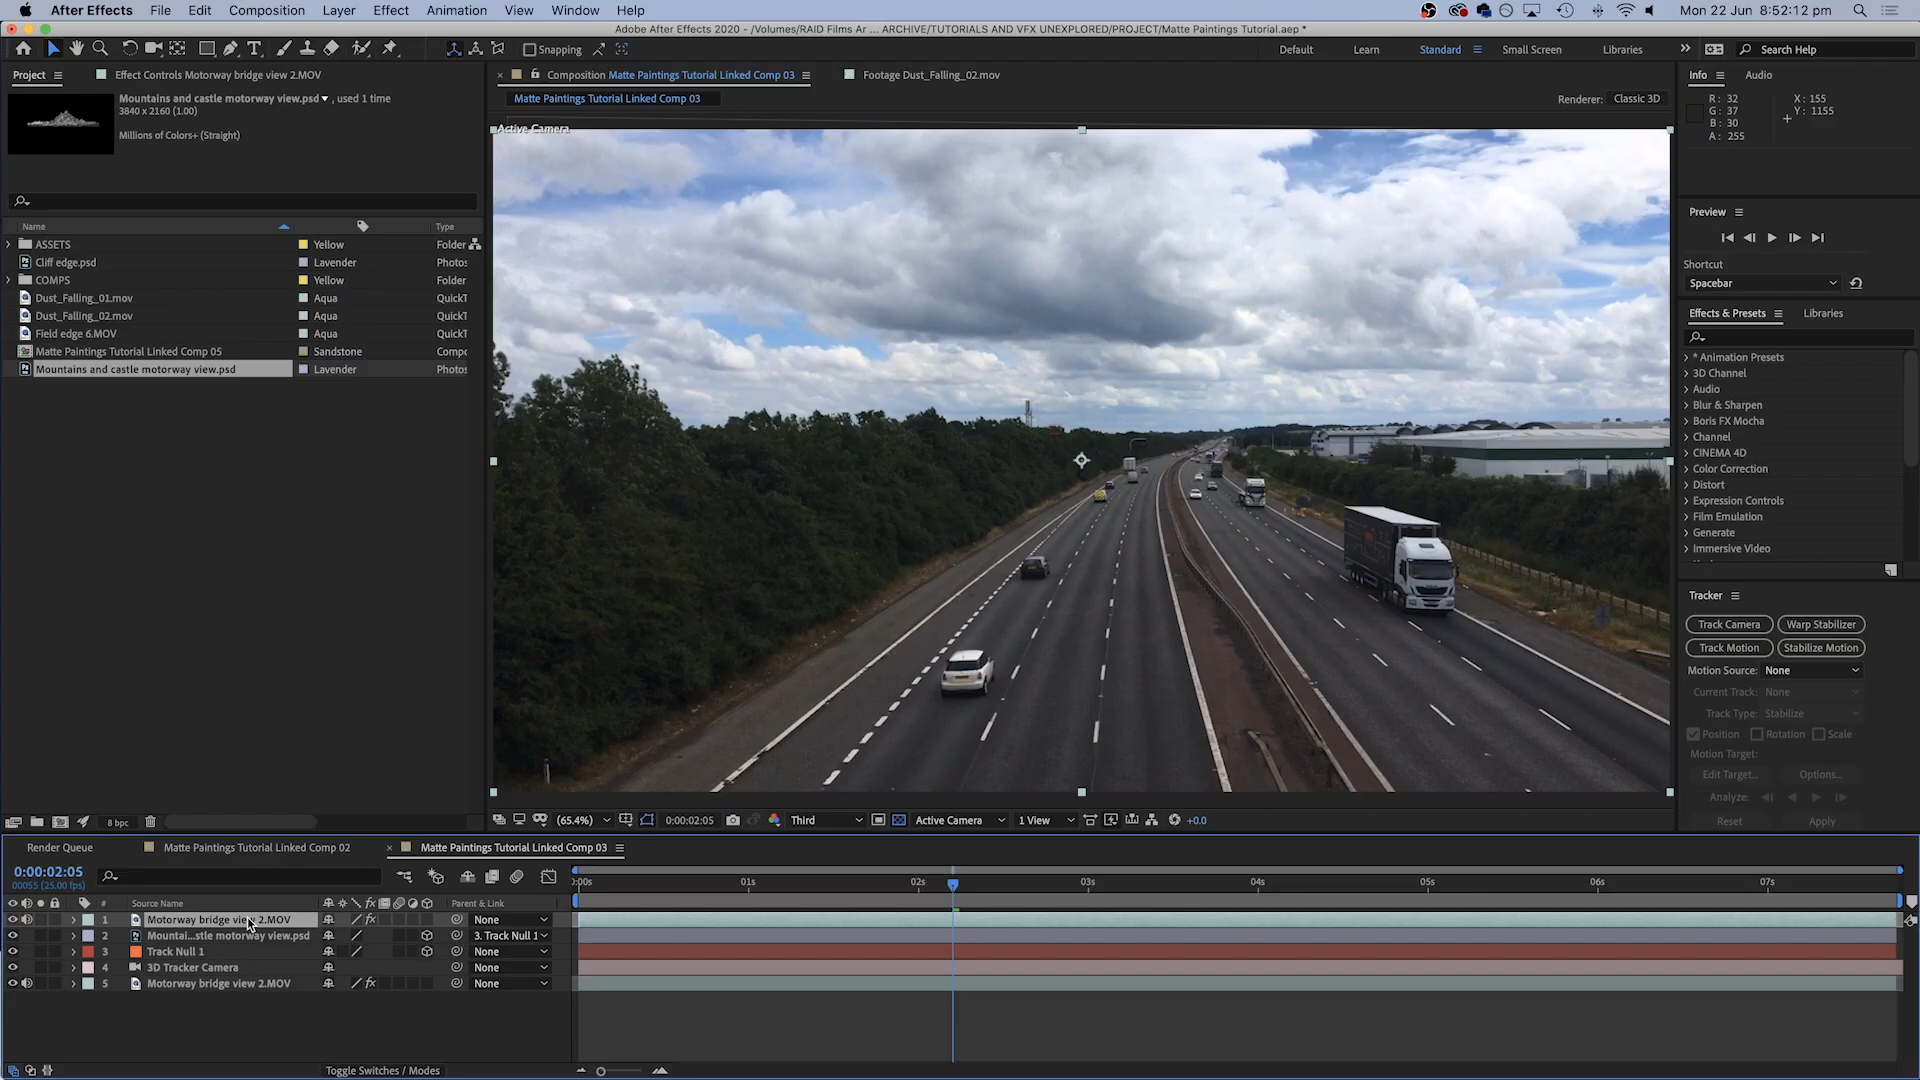 After Effects File Edit Composition Layer Effect Animation View Window Help Mon 22 Jun 8:52:12 pm
Adobe After Effects 2020 - /Volumes/RAID Films Ar ... ARCHIVE/TUTORIALS AND VFX UNEXPLORED/PROJECT/Matte Paintings Tutorial.aep *
Snapping Default Learn Standard Small Screen Libraries Search Help
Project Effect Controls Motorway bridge view 2.MOV
Mountains and castle motorway view.psd , used 1 time
3840 x 2160 (1.00)
Millions of Colors+ (Straight)
Name Type
ASSETS Yellow Folder
Cliff edge.psd Lavender Photos
COMPS Yellow Folder
Dust_Falling_01.mov Aqua QuickT
Dust_Falling_02.mov Aqua QuickT
Field edge 6.MOV Aqua QuickT
Matte Paintings Tutorial Linked Comp 05 Sandstone Compo
Mountains and castle motorway view.psd Lavender Photos
8 bpc
Composition Matte Paintings Tutorial Linked Comp 03 Footage Dust_Falling_02.mov
Matte Paintings Tutorial Linked Comp 03 Renderer: Classic 3D
Active Camera
(65.4%) 0:00:02:05 Third Active Camera 1 View +0.0
Info Audio
R: 32 X: 155
G: 37 Y: 1155
B: 30
A: 255
Preview
Shortcut
Spacebar
Effects & Presets Libraries
* Animation Presets
3D Channel
Audio
Blur & Sharpen
Boris FX Mocha
Channel
CINEMA 4D
Color Correction
Distort
Expression Controls
Film Emulation
Generate
Immersive Video
Tracker
Track Camera Warp Stabilizer
Track Motion Stabilize Motion
Motion Source: None
Current Track: None
Track Type: Stabilize
Position Rotation Scale
Motion Target:
Edit Target... Options...
Analyze:
Reset Apply
Render Queue Matte Paintings Tutorial Linked Comp 02 Matte Paintings Tutorial Linked Comp 03
0:00:02:05
00055 (25.00 fps)
:00s 01s 02s 03s 04s 05s 06s 07s
# Source Name fx Parent & Link
1 Motorway bridge view 2.MOV fx None
2 Mountai...stle motorway view.psd 3. Track Null 1
3 Track Null 1 None
4 3D Tracker Camera None
5 Motorway bridge view 2.MOV fx None
Toggle Switches / Modes